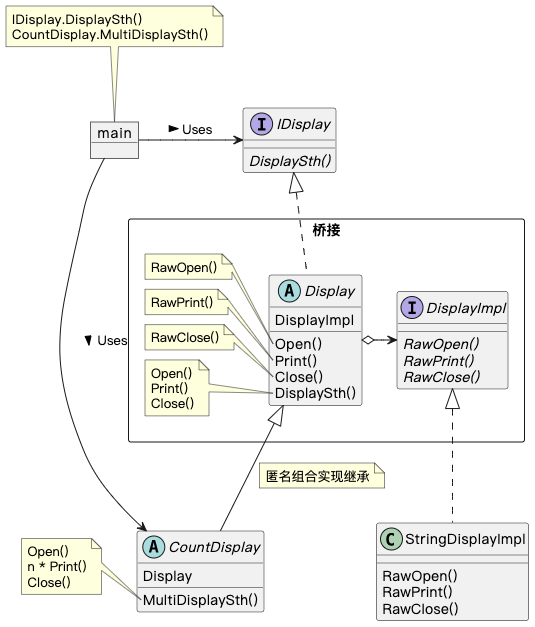 IDisplay.DisplaySth()
CountDisplay.MultiDisplaySth()
main
Uses
I
IDisplay
DisplaySth()
桥接
RawOpen()
RawPrint()
RawClose()
Open()
Print()
Close()
A
Display
DisplayImpl
Open()
Print()
Close()
DisplaySth()
I
DisplayImpl
RawOpen()
RawPrint()
RawClose()
Uses
匿名组合实现继承
Open()
n * Print()
Close()
A
CountDisplay
Display
MultiDisplaySth()
C
StringDisplayImpl
RawOpen()
RawPrint()
RawClose()